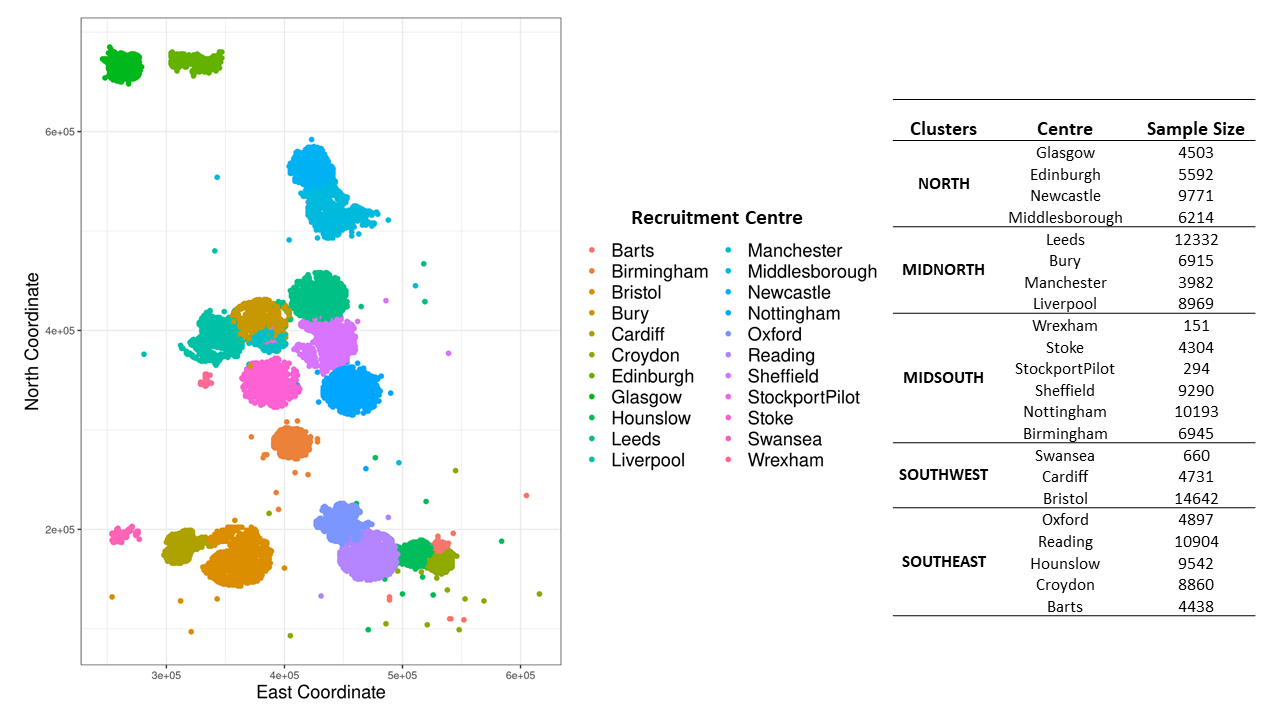 6e+05
4e+05
2e+05
North Coordinate
3e+05 4e+05 5e+05 6e+05
East Coordinate
Recruitment Centre
Barts
Birmingham
Bristol
Bury
Cardiff
Croydon
Edinburgh
Glasgow
Hounslow
Leeds
Liverpool
Manchester
Middlesborough
Newcastle
Nottingham
Oxford
Reading
Sheffield
StockportPilot
Stoke
Swansea
Wrexham
Clusters Centre Sample Size
NORTH
Glasgow 4503
Edinburgh 5592
Newcastle 9771
Middlesborough 6214
MIDNORTH
Leeds 12332
Bury 6915
Manchester 3982
Liverpool 8969
MIDSOUTH
Wrexham 151
Stoke 4304
StockportPilot 294
Sheffield 9290
Nottingham 10193
Birmingham 6945
SOUTHWEST
Swansea 660
Cardiff 4731
Bristol 14642
SOUTHEAST
Oxford 4897
Reading 10904
Hounslow 9542
Croydon 8860
Barts 4438